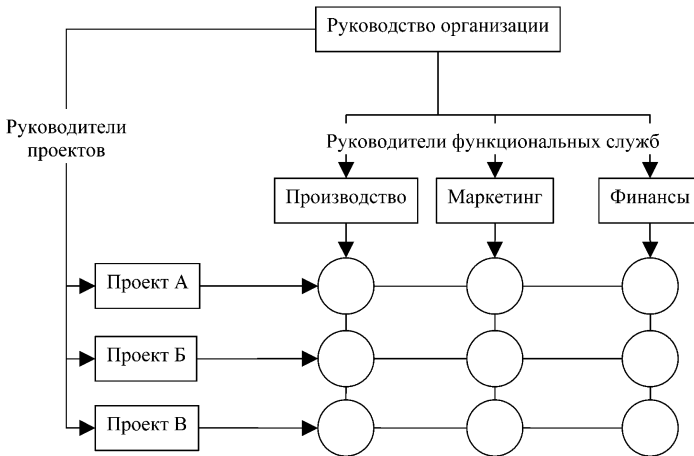 Руководство организации
Руководители
проектов
Руководители функциональных служб
Производство
Маркетинг
Финансы
Проект А
Проект Б
Проект В